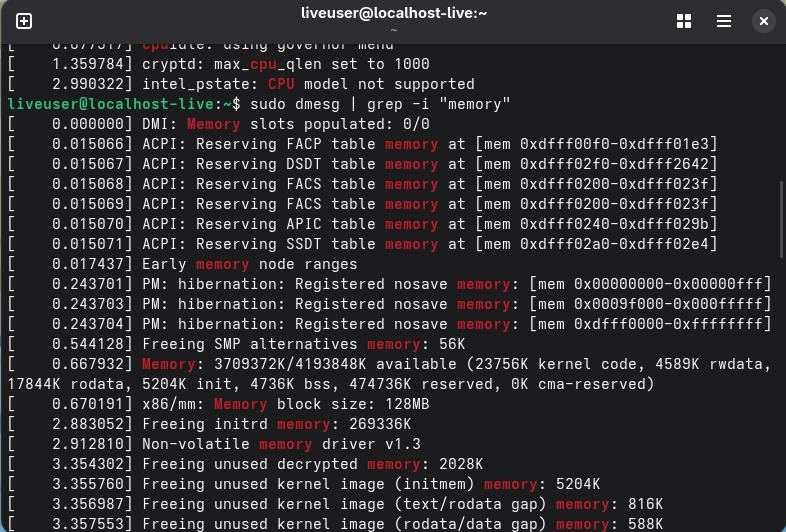 liveuser@localhost-live:~
~
[    0.677317] cpuidle: using governor menu
[    1.359784] cryptd: max_cpu_qlen set to 1000
[    2.990322] intel_pstate: CPU model not supported
liveuser@localhost-live:~$ sudo dmesg | grep -i "memory"
[    0.000000] DMI: Memory slots populated: 0/0
[    0.015066] ACPI: Reserving FACP table memory at [mem 0xdfff00f0-0xdfff01e3]
[    0.015067] ACPI: Reserving DSDT table memory at [mem 0xdfff02f0-0xdfff2642]
[    0.015068] ACPI: Reserving FACS table memory at [mem 0xdfff0200-0xdfff023f]
[    0.015069] ACPI: Reserving FACS table memory at [mem 0xdfff0200-0xdfff023f]
[    0.015070] ACPI: Reserving APIC table memory at [mem 0xdfff0240-0xdfff029b]
[    0.015071] ACPI: Reserving SSDT table memory at [mem 0xdfff02a0-0xdfff02e4]
[    0.017437] Early memory node ranges
[    0.243701] PM: hibernation: Registered nosave memory: [mem 0x00000000-0x00000fff]
[    0.243703] PM: hibernation: Registered nosave memory: [mem 0x0009f000-0x000fffff]
[    0.243704] PM: hibernation: Registered nosave memory: [mem 0xdfff0000-0xffffffff]
[    0.544128] Freeing SMP alternatives memory: 56K
[    0.667932] Memory: 3709372K/4193848K available (23756K kernel code, 4589K rwdata,
17844K rodata, 5204K init, 4736K bss, 474736K reserved, 0K cma-reserved)
[    0.670191] x86/mm: Memory block size: 128MB
[    2.883052] Freeing initrd memory: 269336K
[    2.912810] Non-volatile memory driver v1.3
[    3.354302] Freeing unused decrypted memory: 2028K
[    3.355760] Freeing unused kernel image (initmem) memory: 5204K
[    3.356987] Freeing unused kernel image (text/rodata gap) memory: 816K
[    3.357553] Freeing unused kernel image (rodata/data gap) memory: 588K